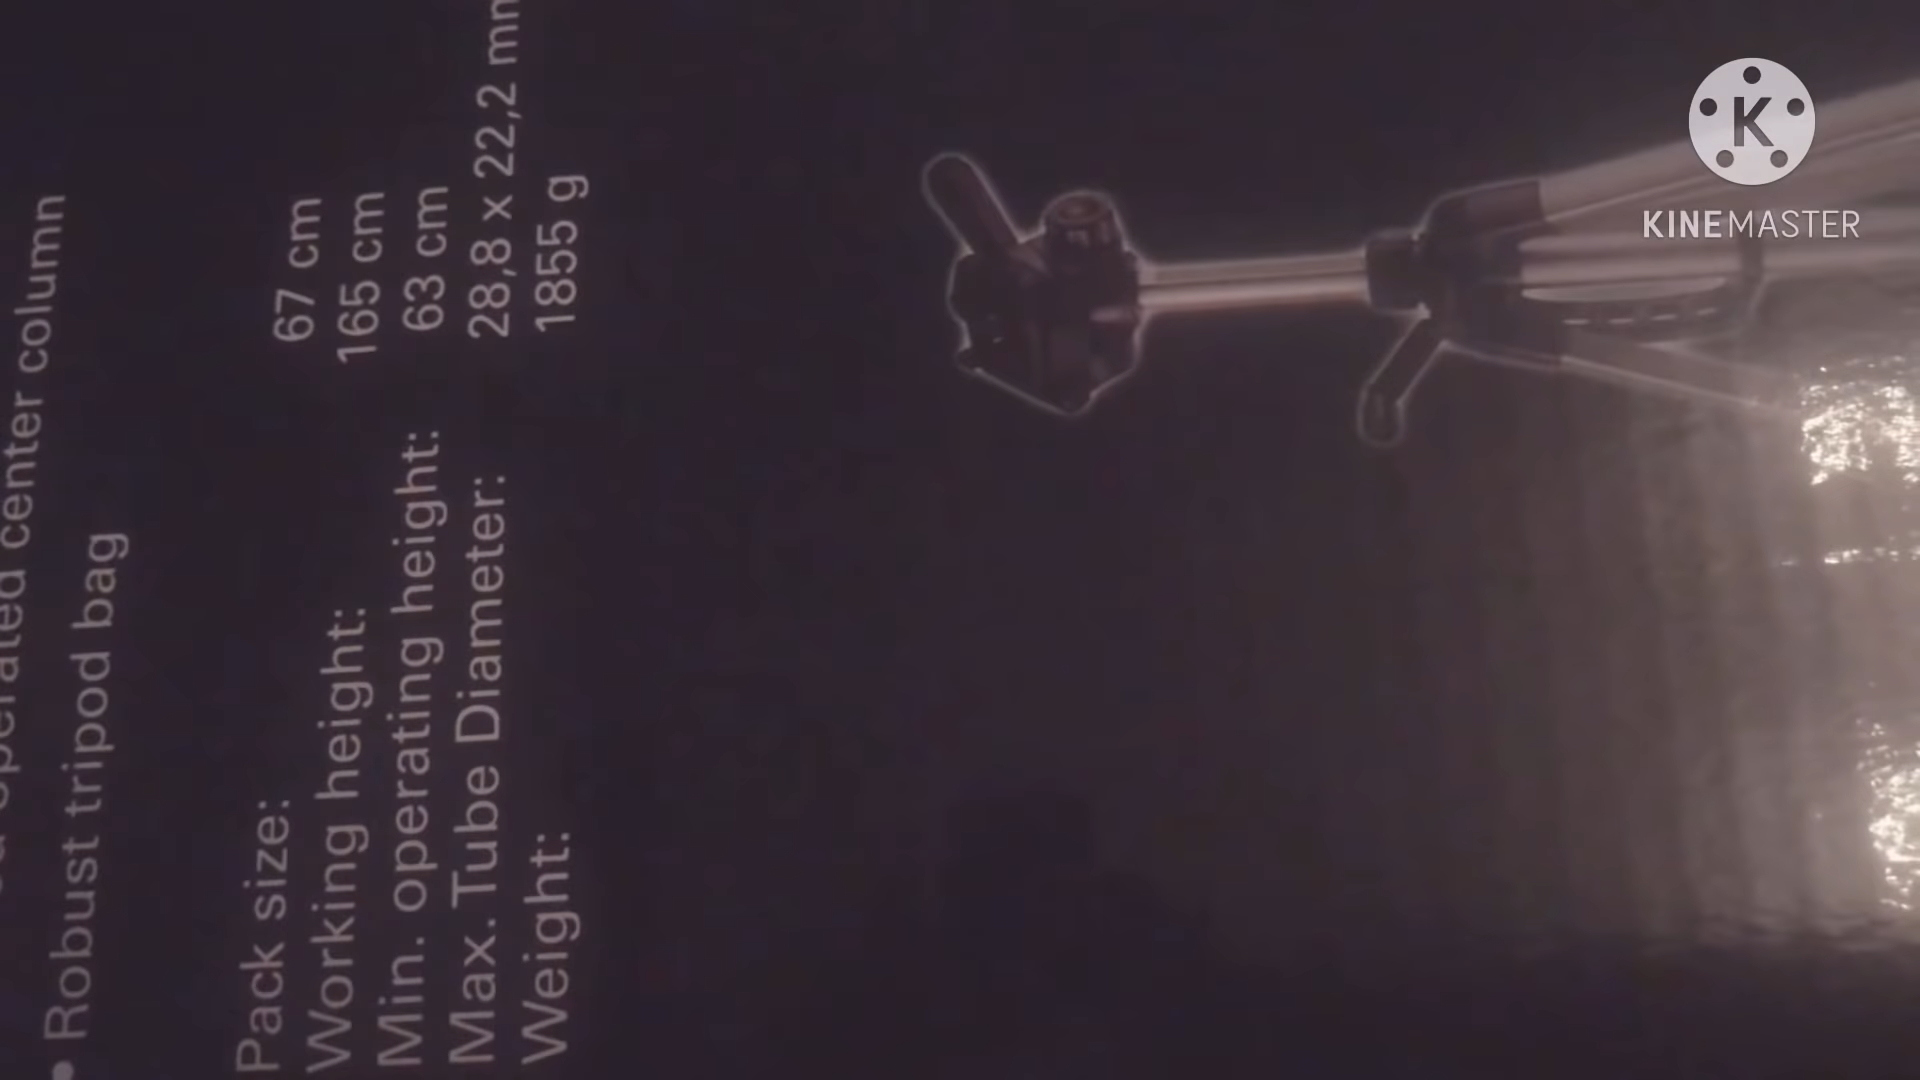 operated center column
• Robust tripod bag
Pack size: 67 cm
Working height: 165 cm
Min. operating height: 63 cm
Max. Tube Diameter: 28,8 x 22,2 mm
Weight: 1855 g
K
KINEMASTER